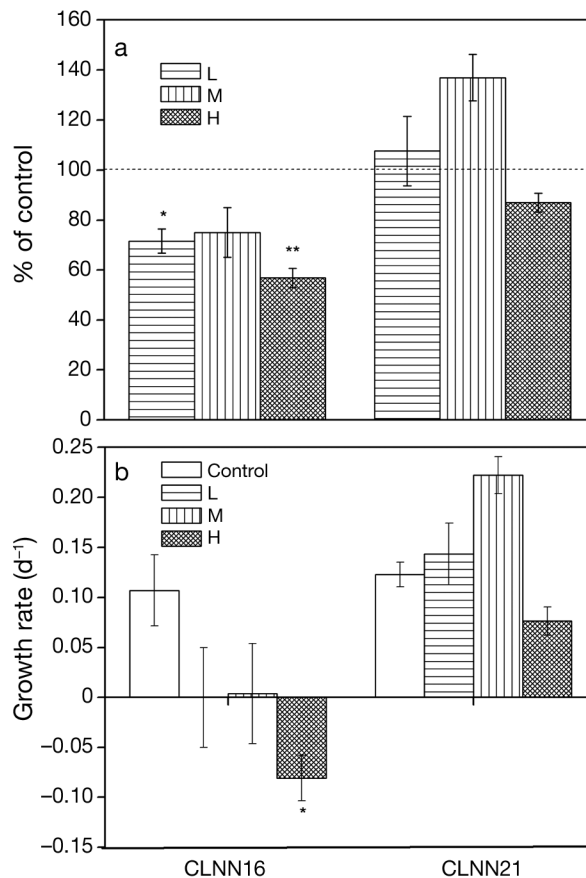 160
a
140
L
M
120
H
100
% of control
*
80
**
60
40
20
0
0.25
b
Control
L
0.20
M
H
0.15
0.10
Growth rate (d⁻¹)
0.05
0
−0.05
−0.10
*
−0.15
CLNN16 CLNN21